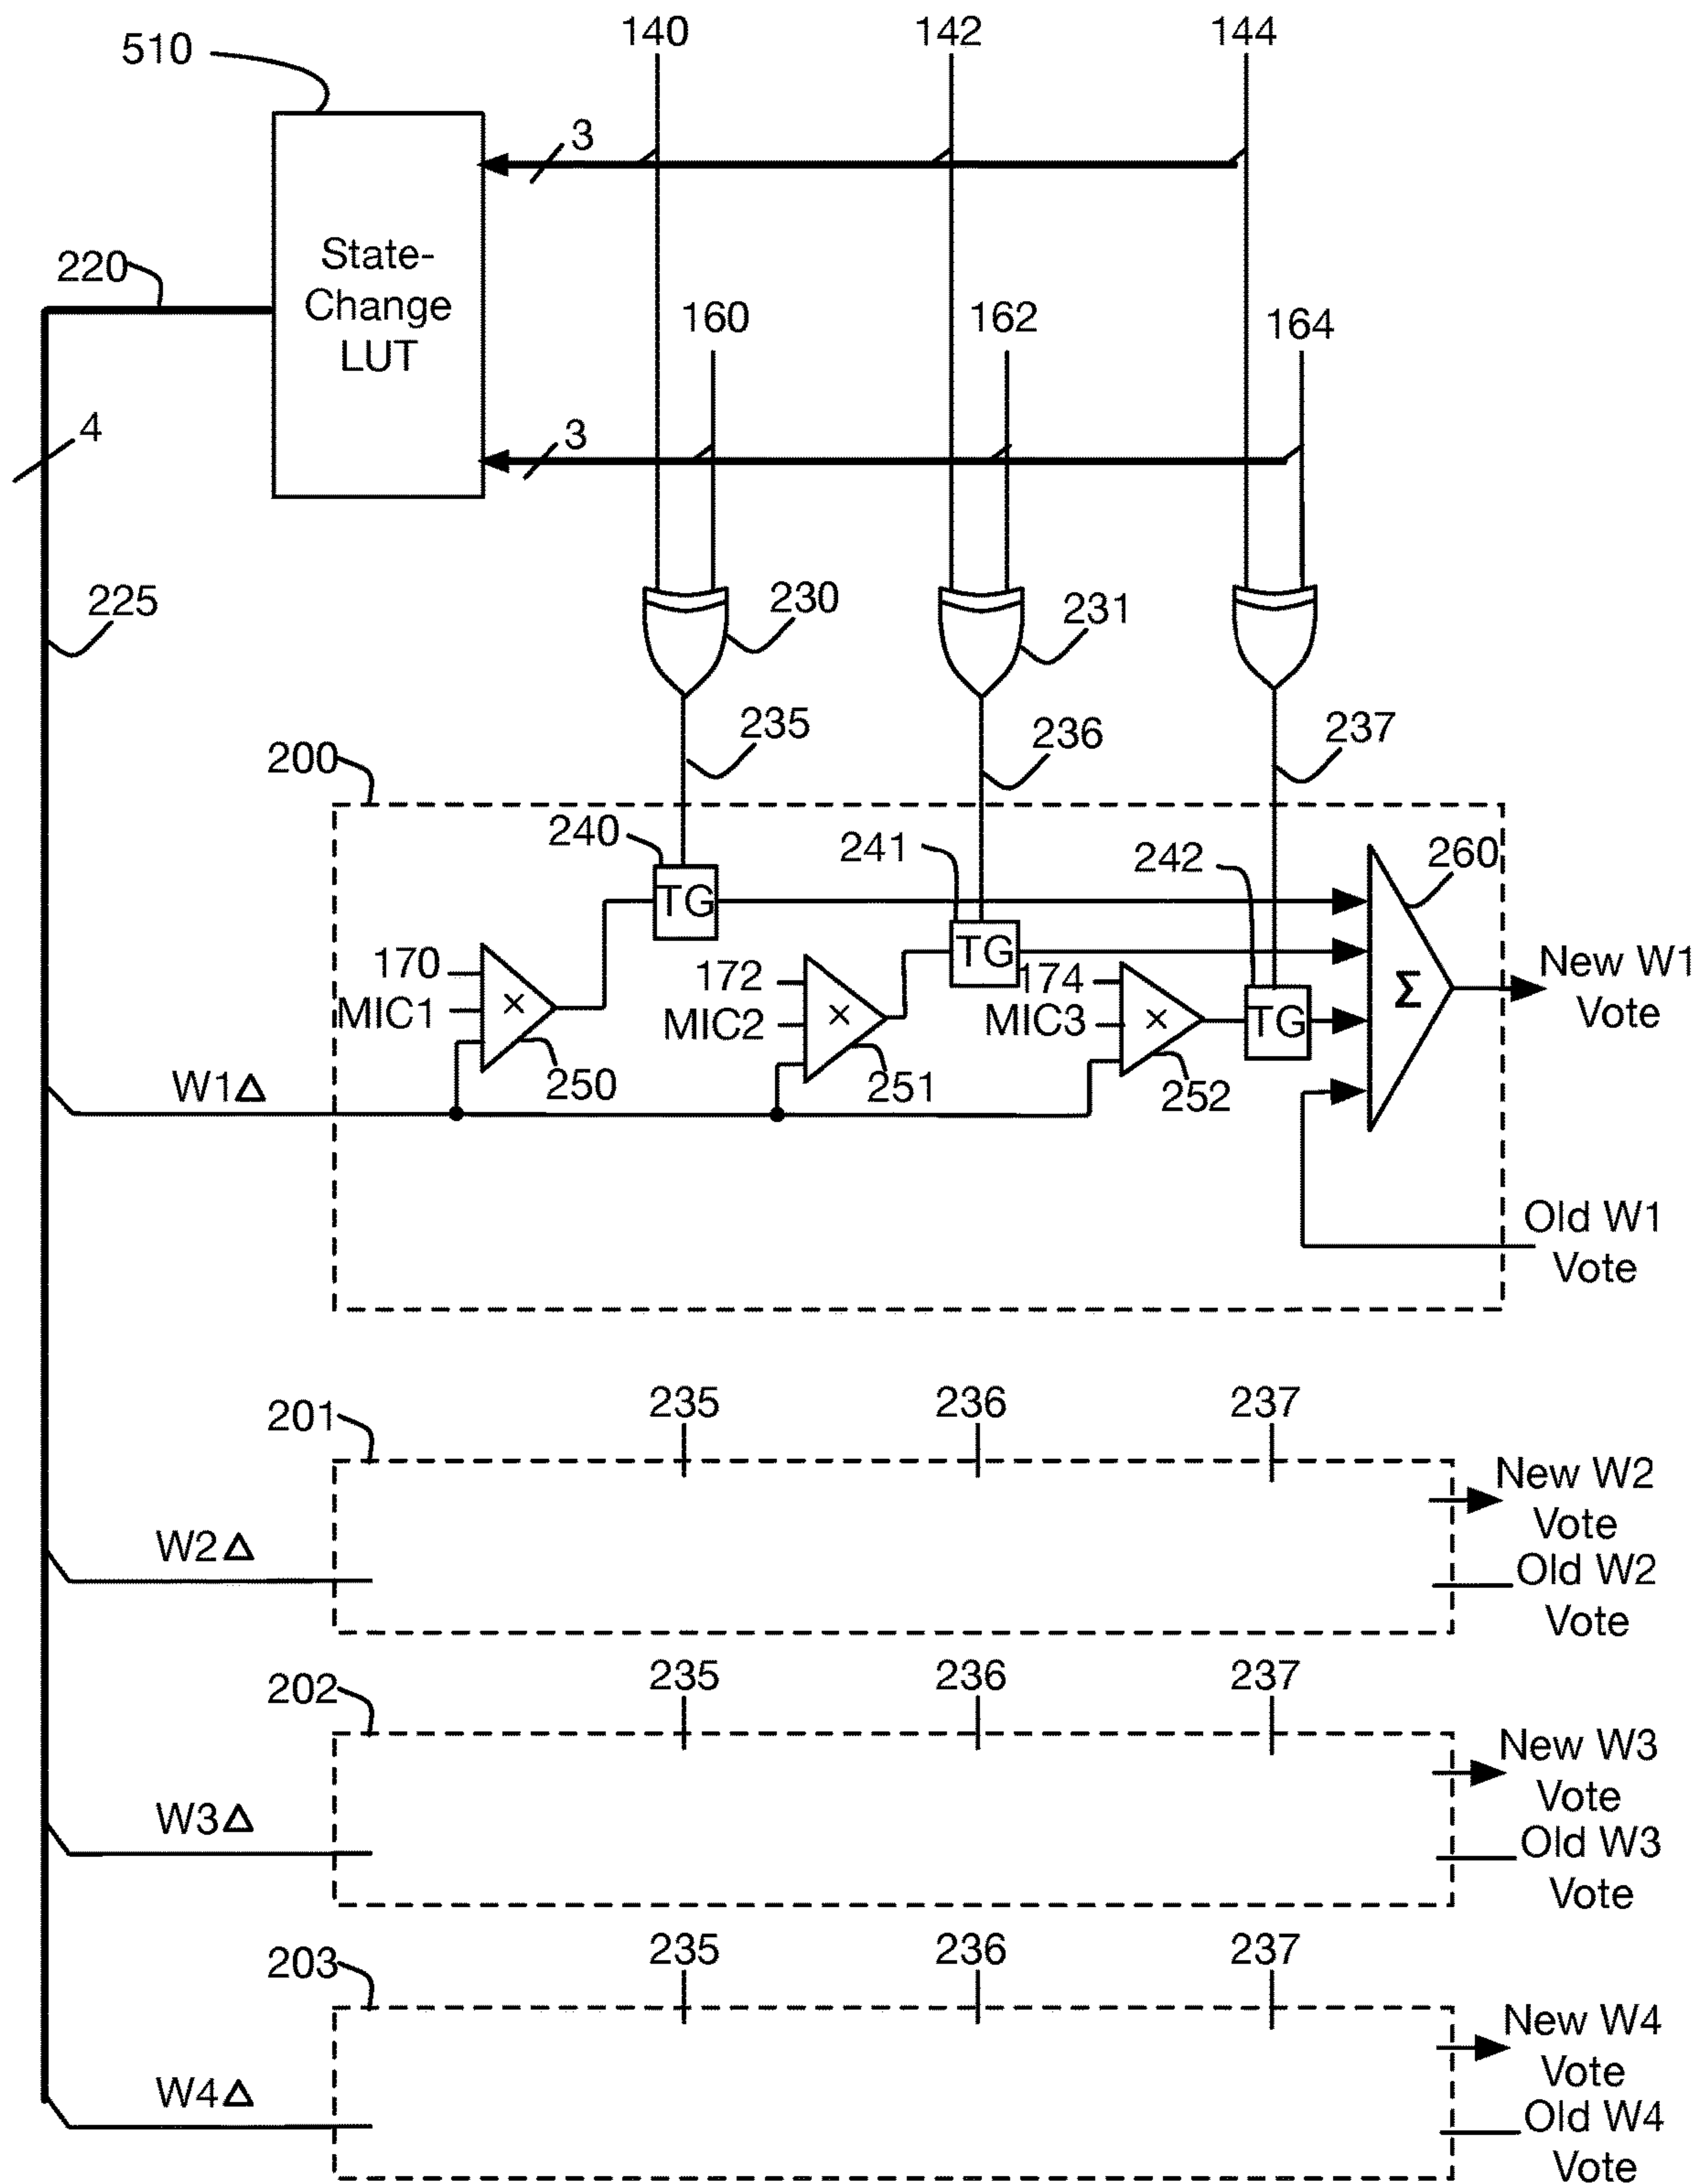 140
142
144
510
3
State-
Change
LUT
220
160
162
164
4
3
225
230
231
235
236
237
200
240
241
242
260
TG
TG
TG
170
MIC1
×
250
172
MIC2
×
251
174
MIC3
×
252
Σ
New W1
Vote
W1Δ
Old W1
Vote
201
235
236
237
New W2
Vote
W2Δ
Old W2
Vote
202
235
236
237
New W3
Vote
W3Δ
Old W3
Vote
203
235
236
237
New W4
Vote
W4Δ
Old W4
Vote